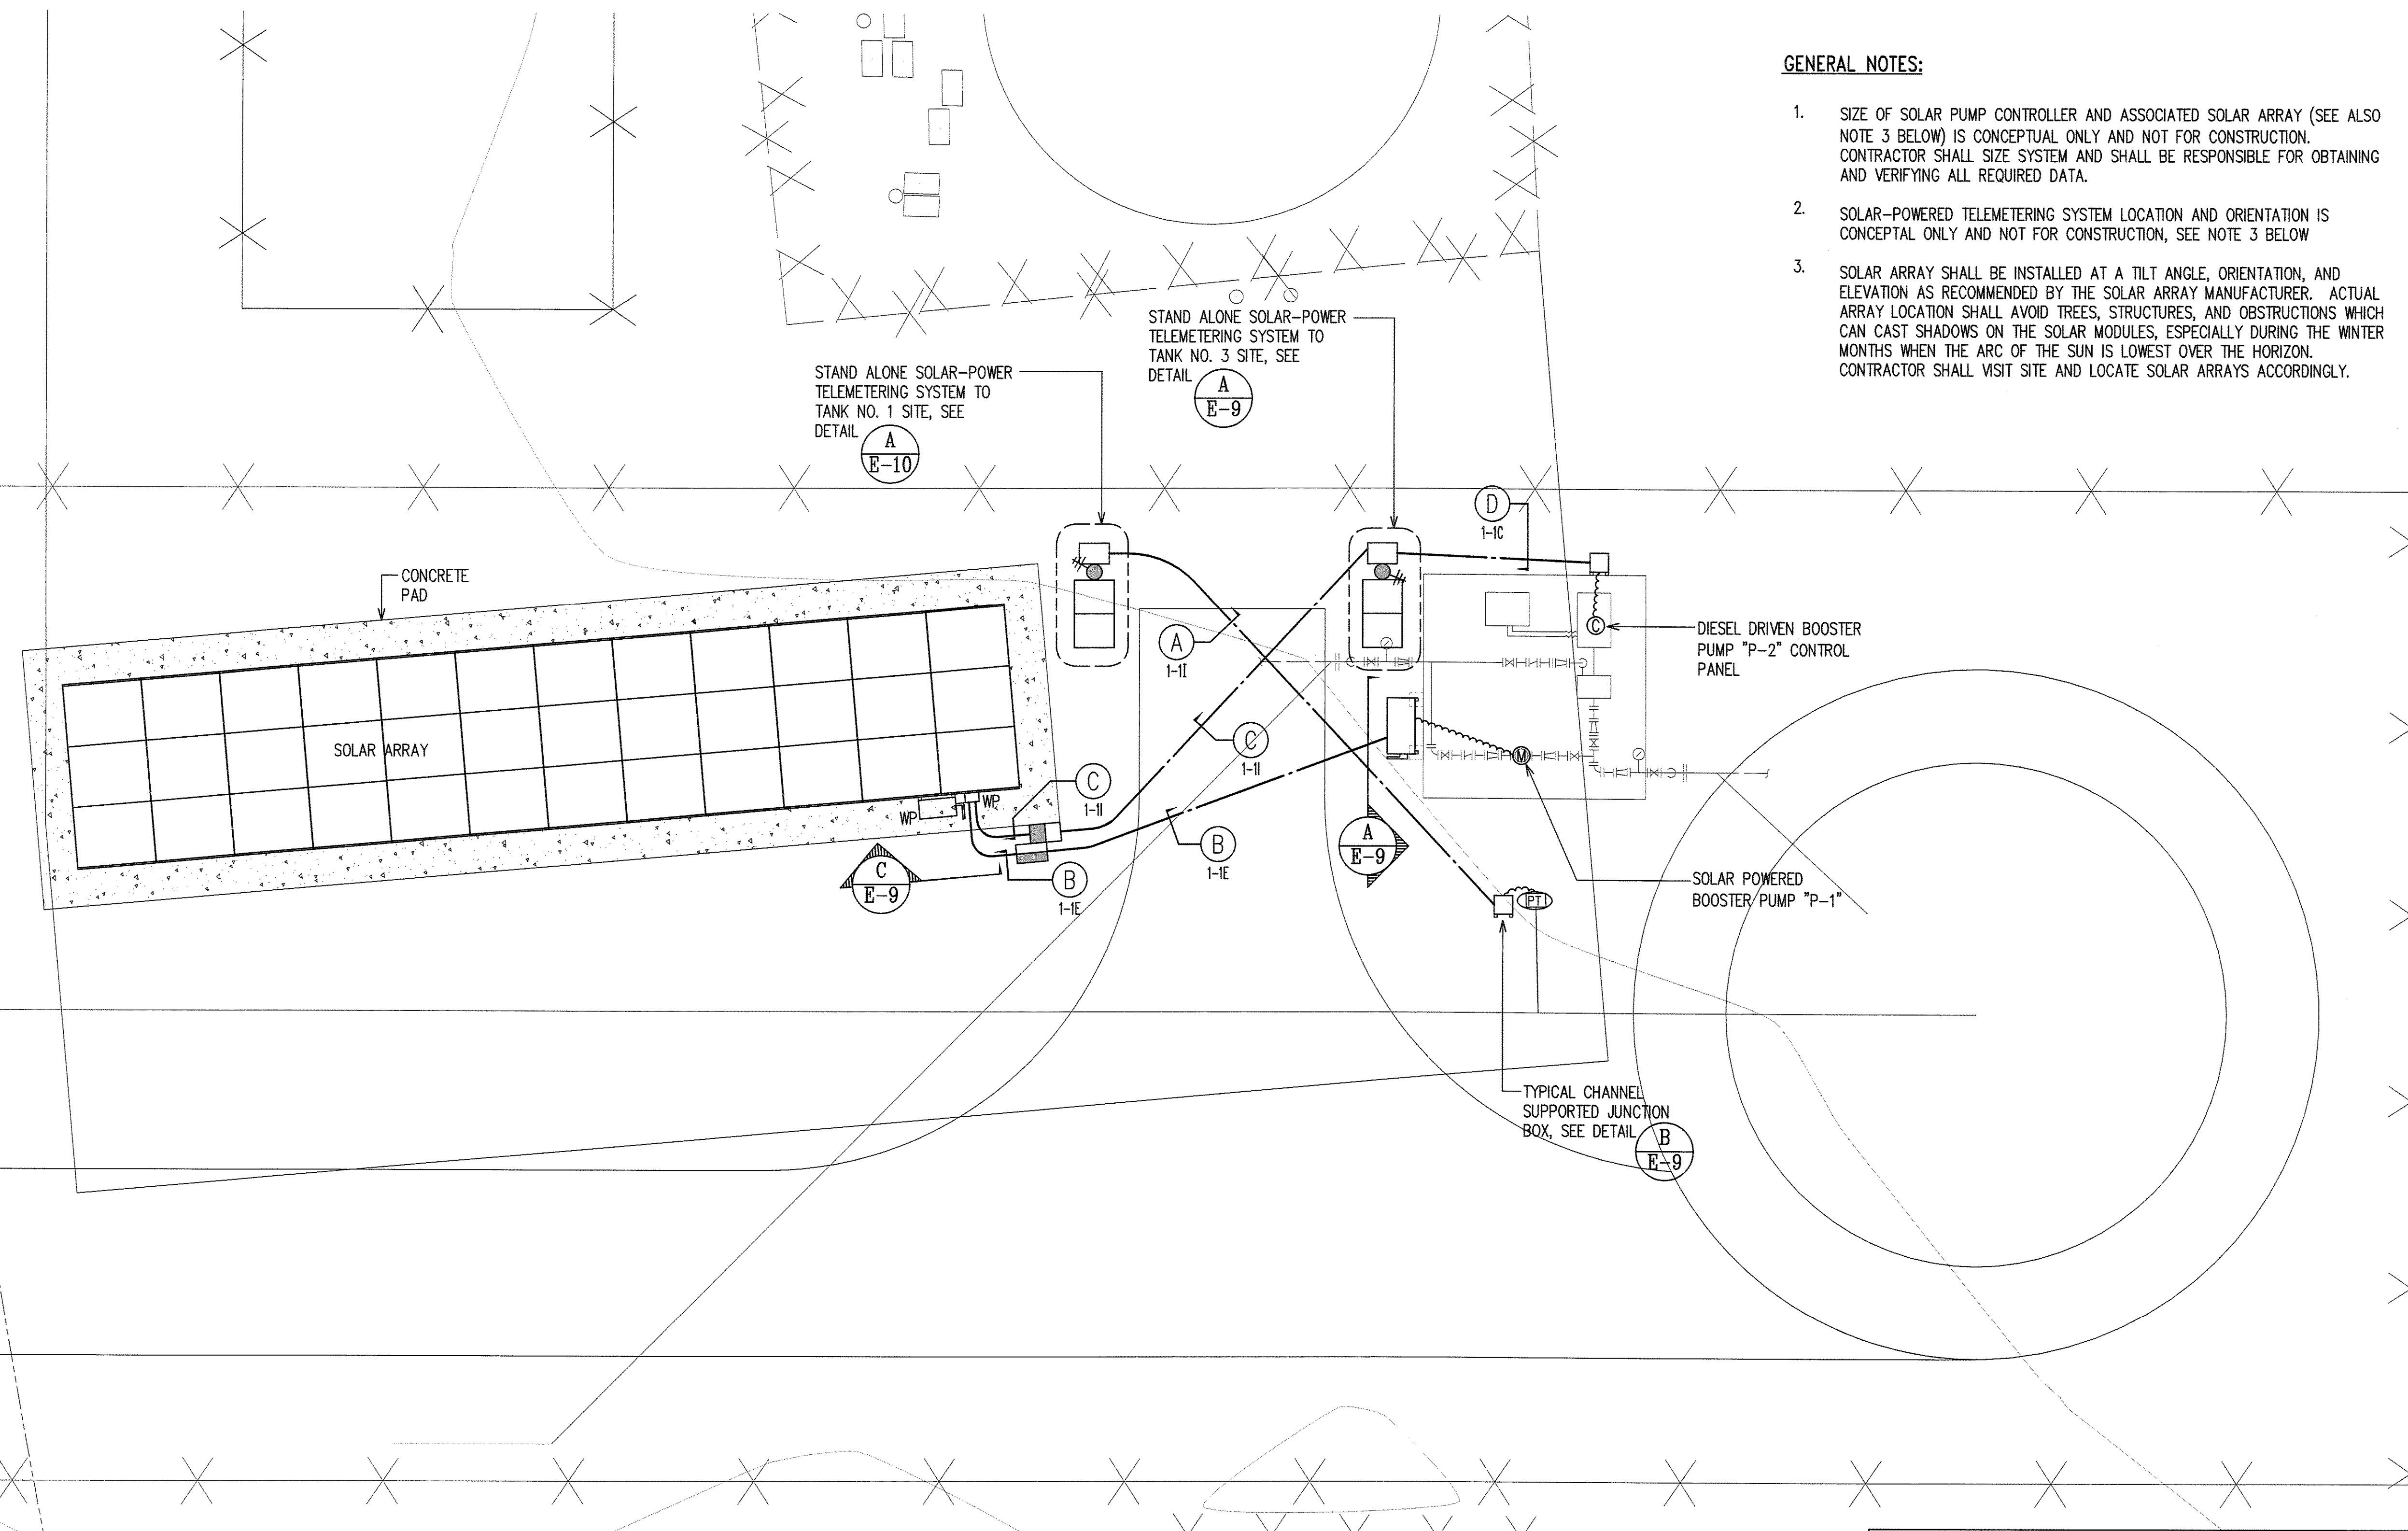 GENERAL NOTES:
1. SIZE OF SOLAR PUMP CONTROLLER AND ASSOCIATED SOLAR ARRAY (SEE ALSO
NOTE 3 BELOW) IS CONCEPTUAL ONLY AND NOT FOR CONSTRUCTION.
CONTRACTOR SHALL SIZE SYSTEM AND SHALL BE RESPONSIBLE FOR OBTAINING
AND VERIFYING ALL REQUIRED DATA.
2. SOLAR-POWERED TELEMETERING SYSTEM LOCATION AND ORIENTATION IS
CONCEPTAL ONLY AND NOT FOR CONSTRUCTION, SEE NOTE 3 BELOW
3. SOLAR ARRAY SHALL BE INSTALLED AT A TILT ANGLE, ORIENTATION, AND
ELEVATION AS RECOMMENDED BY THE SOLAR ARRAY MANUFACTURER. ACTUAL
ARRAY LOCATION SHALL AVOID TREES, STRUCTURES, AND OBSTRUCTIONS WHICH
CAN CAST SHADOWS ON THE SOLAR MODULES, ESPECIALLY DURING THE WINTER
MONTHS WHEN THE ARC OF THE SUN IS LOWEST OVER THE HORIZON.
CONTRACTOR SHALL VISIT SITE AND LOCATE SOLAR ARRAYS ACCORDINGLY.
STAND ALONE SOLAR-POWER
TELEMETERING SYSTEM TO
TANK NO. 3 SITE, SEE
DETAIL
A
E-9
STAND ALONE SOLAR-POWER
TELEMETERING SYSTEM TO
TANK NO. 1 SITE, SEE
DETAIL
A
E-10
D
1-1C
CONCRETE
PAD
C
DIESEL DRIVEN BOOSTER
PUMP "P-2" CONTROL
PANEL
A
1-1I
SOLAR ARRAY
C
1-1I
M
C
1-1I
WP
WP
B
1-1E
A
E-9
C
E-9
B
1-1E
SOLAR POWERED
BOOSTER PUMP "P-1"
PT
TYPICAL CHANNEL
SUPPORTED JUNCTION
BOX, SEE DETAIL
B
E-9